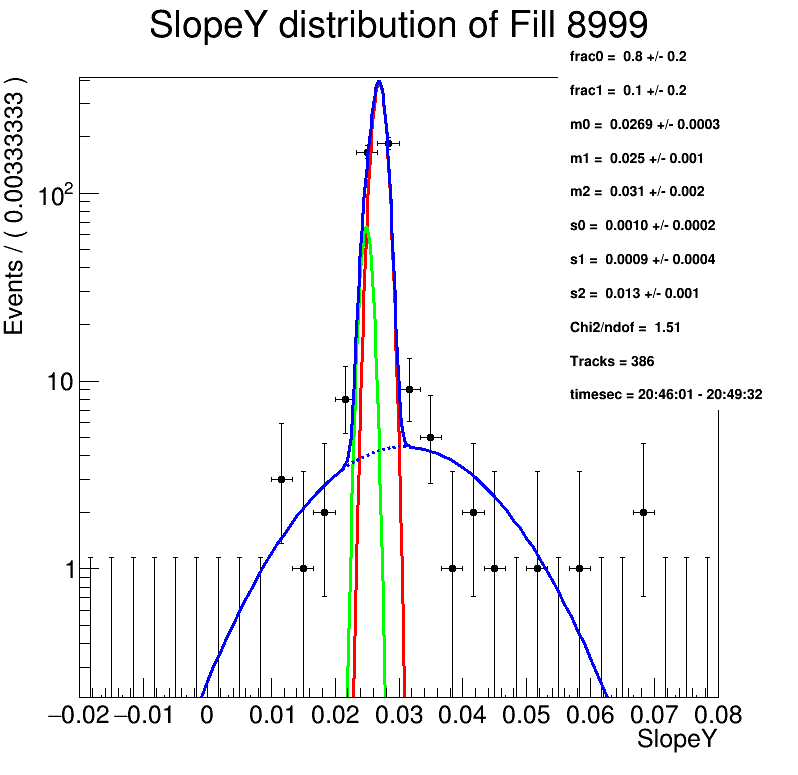 SlopeY distribution of Fill 8999
frac0 = 0.8 +/- 0.2
frac1 = 0.1 +/- 0.2
m0 = 0.0269 +/- 0.0003
m1 = 0.025 +/- 0.001
m2 = 0.031 +/- 0.002
s0 = 0.0010 +/- 0.0002
s1 = 0.0009 +/- 0.0004
s2 = 0.013 +/- 0.001
Chi2/ndof = 1.51
Tracks = 386
timesec = 20:46:01 - 20:49:32
Events / ( 0.00333333 )
10²
10
1
−0.02 −0.01 0 0.01 0.02 0.03 0.04 0.05 0.06 0.07 0.08
SlopeY